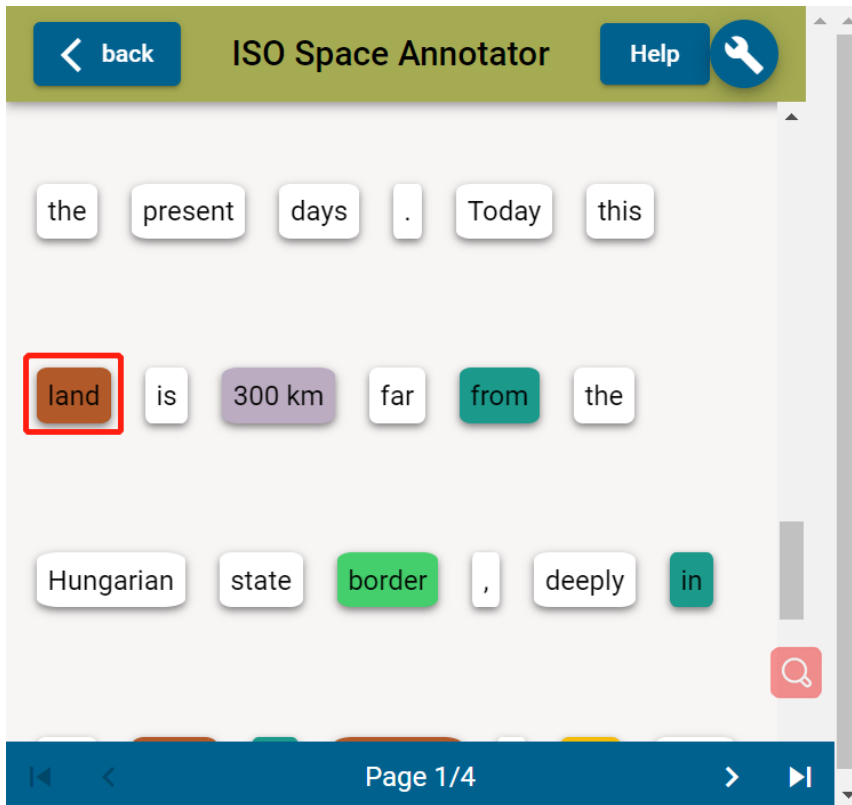 back ISO Space Annotator Help
the present days . Today this
land is 300 km far from the
Hungarian state border , deeply in
Page 1/4